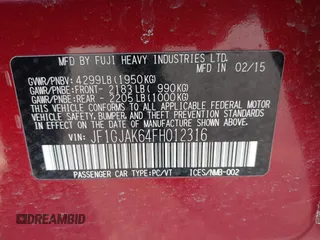 MFD BY FUJI HEAVY INDUSTRIES LTD.
MFD IN 02/15
GVWR/PNBV: 4299LB(1950KG)
GAWR/PNBE:FRONT- 2183LB( 990KG)
GAWR/PNBE:REAR - 2205LB(1000KG)
THIS VEHICLE CONFORMS TO ALL APPLICABLE
FEDERAL MOTOR VEHICLE SAFETY, BUMPER,
AND THEFT PREVENTION STANDARDS
IN EFFECT ON THE DATE OF
MANUFACTURE SHOWN ABOVE.
VIN: JF1GJAK64FH012316
PASSENGER CAR TYPE:PC/VT ICES/NMB-002
DREAMBID